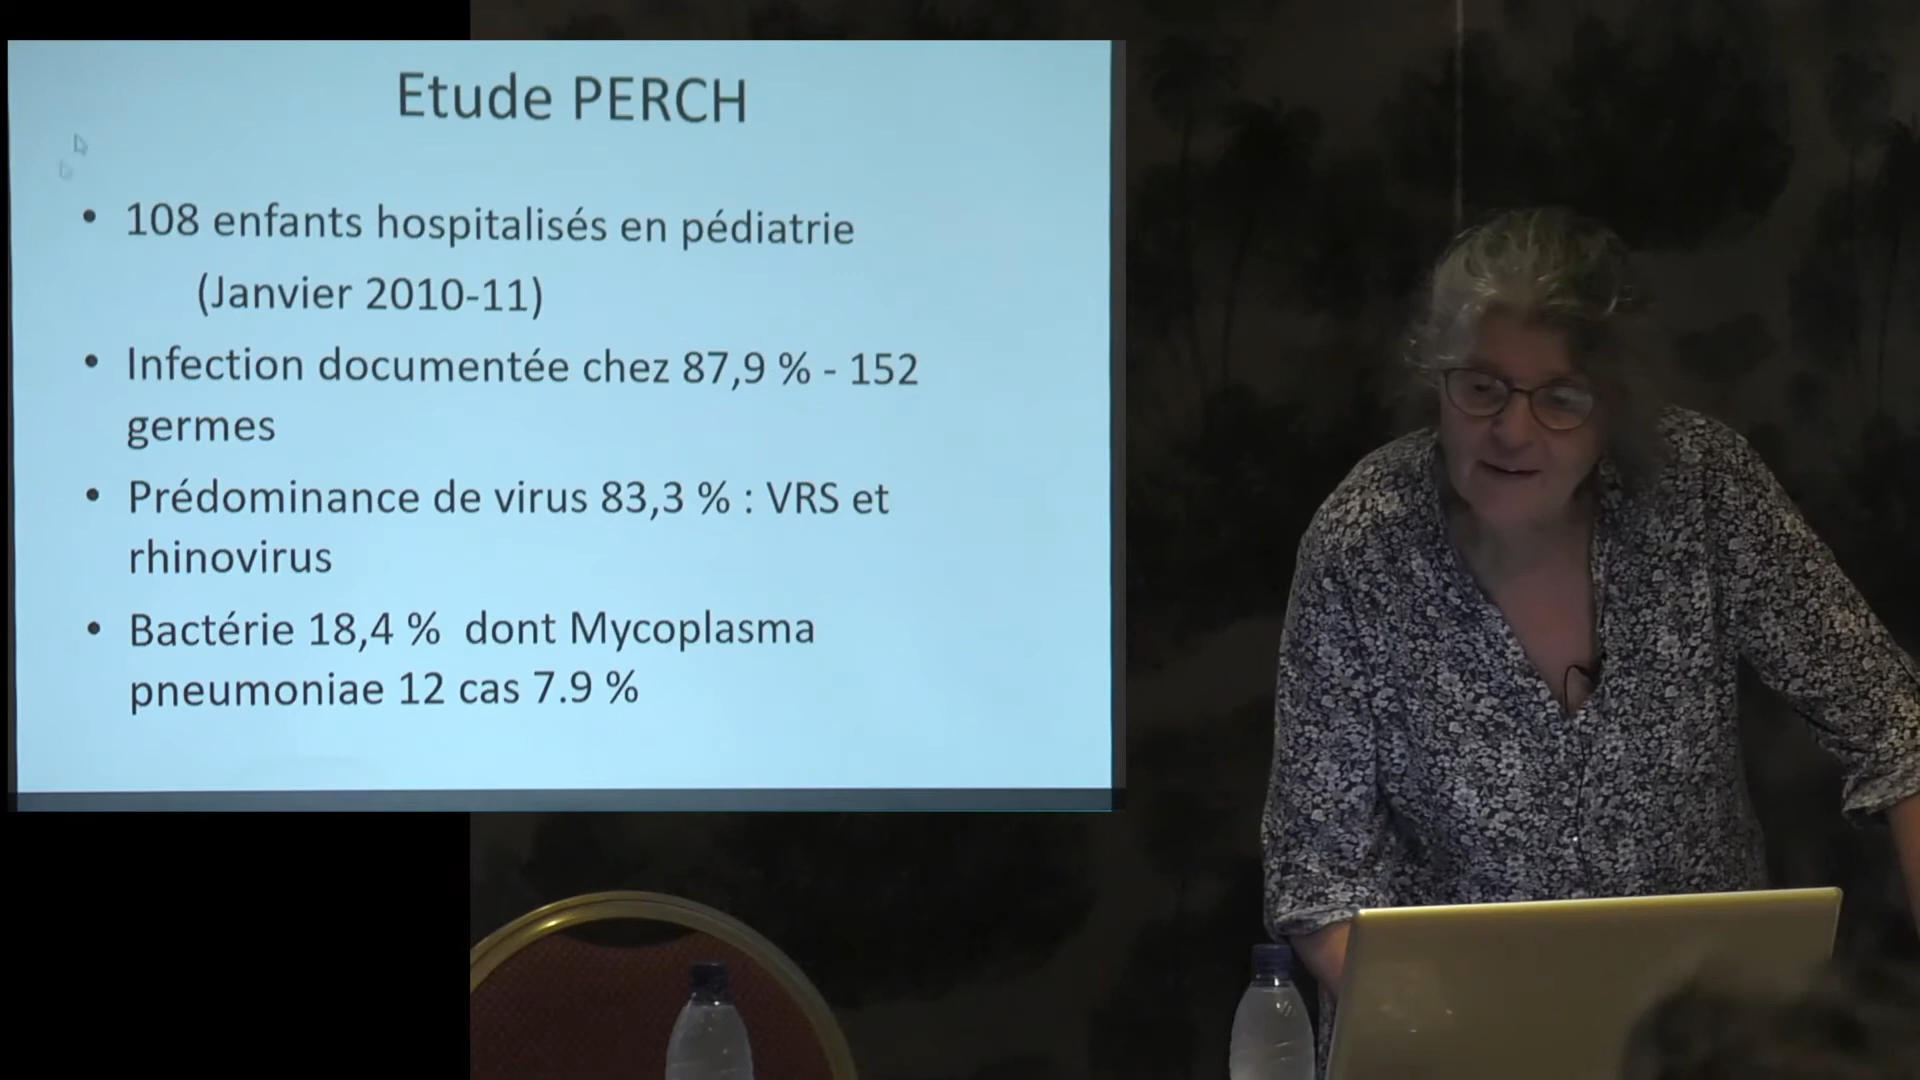 Etude PERCH
• 108 enfants hospitalisés en pédiatrie
(Janvier 2010-11)
• Infection documentée chez 87,9 % - 152
germes
• Prédominance de virus 83,3 % : VRS et
rhinovirus
• Bactérie 18,4 % dont Mycoplasma
pneumoniae 12 cas 7.9 %